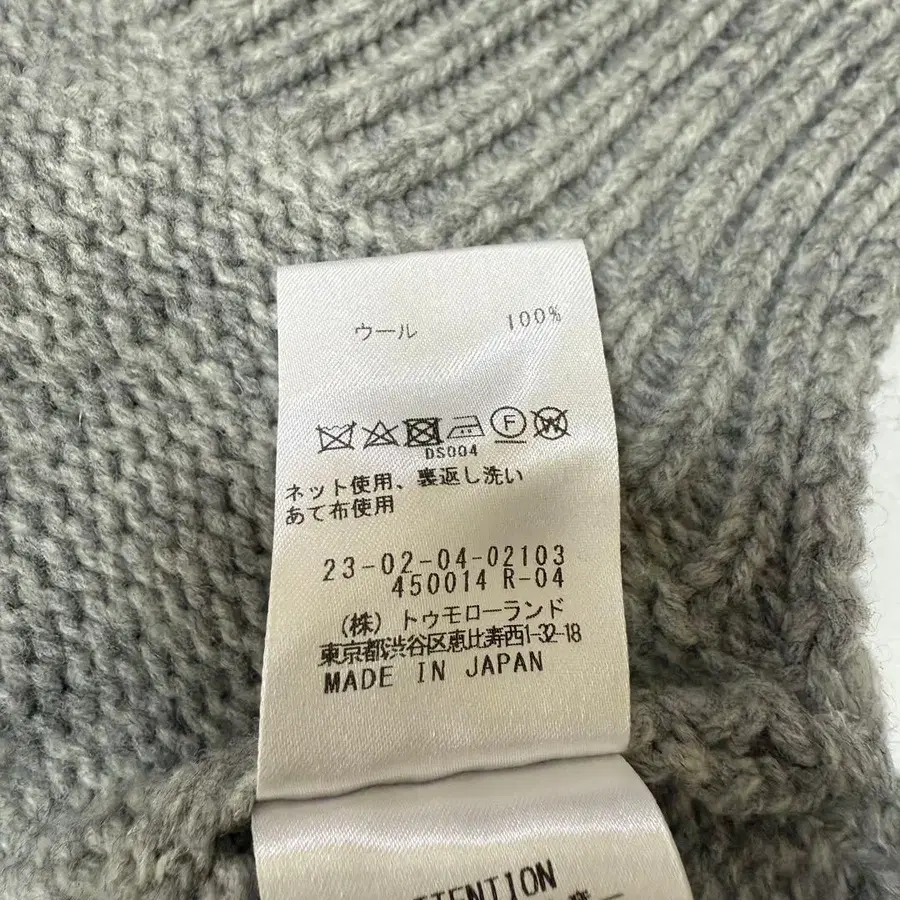 ウール 100%
F W
DS004
ネット使用、裏返し洗い
あて布使用
23-02-04-02103
450014 R-04
(株) トゥモローランド
東京都渋谷区恵比寿西1-32-18
MADE IN JAPAN
ATTENTION